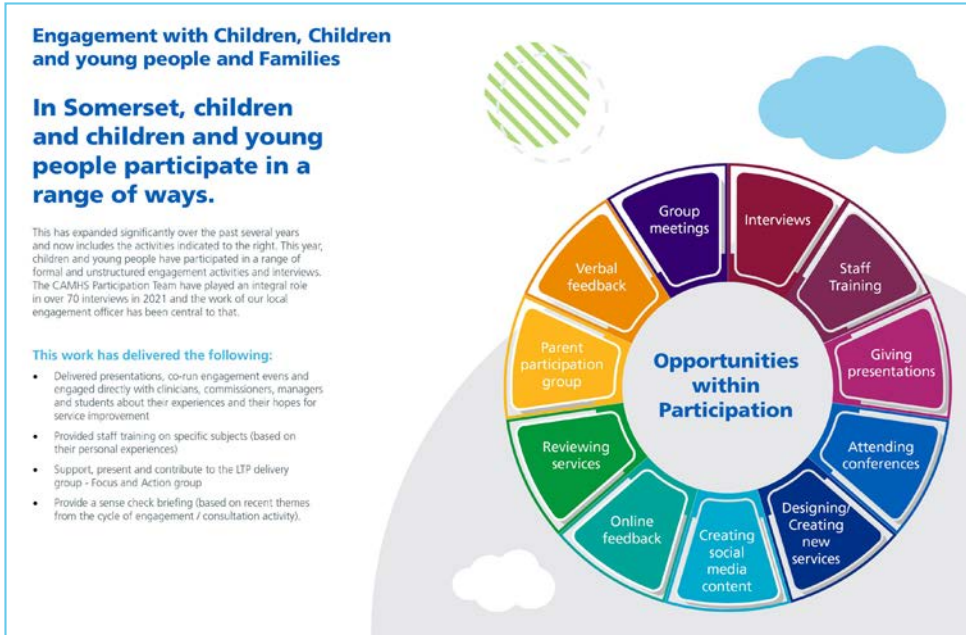 Engagement with Children, Children
and young people and Families
In Somerset, children
and children and young
people participate in a
range of ways.
This has expanded significantly over the past several years
and now includes the activities indicated to the right. This year,
children and young people have participated in a range of
formal and unstructured engagement activities and interviews.
The CAMHS Participation Team have played an integral role
in over 70 interviews in 2021 and the work of our local
engagement officer has been central to that.
This work has delivered the following:
• Delivered presentations, co-run engagement evens and
engaged directly with clinicians, commissioners, managers
and students about their experiences and their hopes for
service improvement
• Provided staff training on specific subjects (based on
their personal experiences)
• Support, present and contribute to the LTP delivery
group - Focus and Action group
• Provide a sense check briefing (based on recent themes
from the cycle of engagement / consultation activity).
Opportunities
within
Participation
Group
meetings
Interviews
Staff
Training
Giving
presentations
Attending
conferences
Designing/
Creating
new
services
Creating
social
media
content
Online
feedback
Reviewing
services
Parent
participation
group
Verbal
feedback